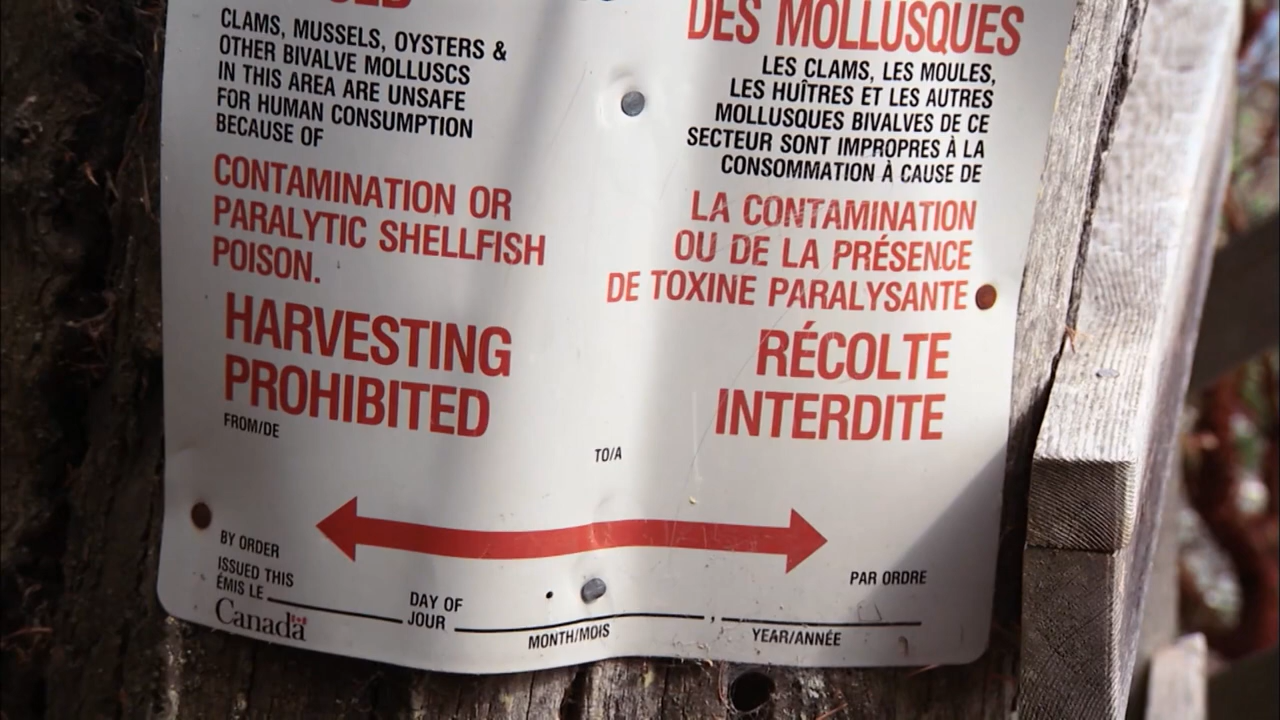 DES MOLLUSQUES
CLAMS, MUSSELS, OYSTERS &
OTHER BIVALVE MOLLUSCS
IN THIS AREA ARE UNSAFE
FOR HUMAN CONSUMPTION
BECAUSE OF
CONTAMINATION OR
PARALYTIC SHELLFISH
POISON.
HARVESTING
PROHIBITED
LES CLAMS, LES MOULES,
LES HUÎTRES ET LES AUTRES
MOLLUSQUES BIVALVES DE CE
SECTEUR SONT IMPROPRES À LA
CONSOMMATION À CAUSE DE
LA CONTAMINATION
OU DE LA PRÉSENCE
DE TOXINE PARALYSANTE
RÉCOLTE
INTERDITE
FROM/DE
TO/A
BY ORDER
PAR ORDRE
ISSUED THIS
ÉMIS LE
DAY OF
JOUR
MONTH/MOIS
,
YEAR/ANNÉE
Canada